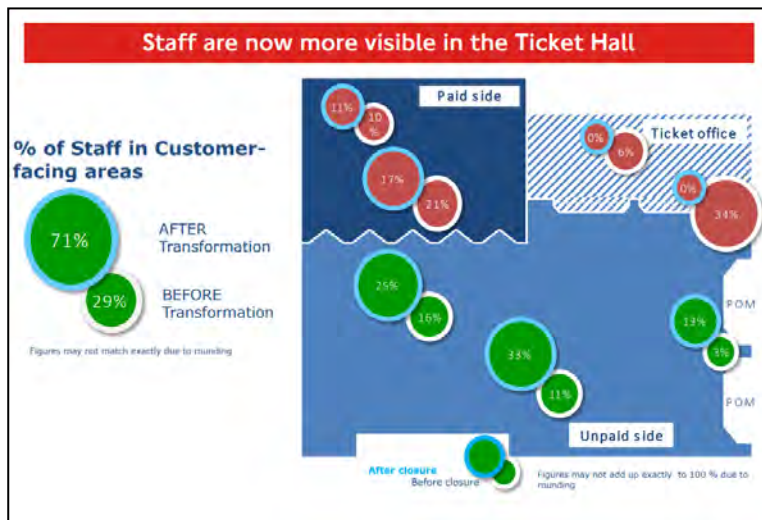 Staff are now more visible in the Ticket Hall
% of Staff in Customer-
facing areas
71%
AFTER
Transformation
29%
BEFORE
Transformation
Figures may not match exactly due to rounding
Paid side
11%
10
%
17%
21%
Ticket office
0%
6%
0%
34%
25%
16%
33%
11%
13%
3%
POM
POM
Unpaid side
After closure
Before closure
Figures may not add up exactly to 100 % due to
rounding